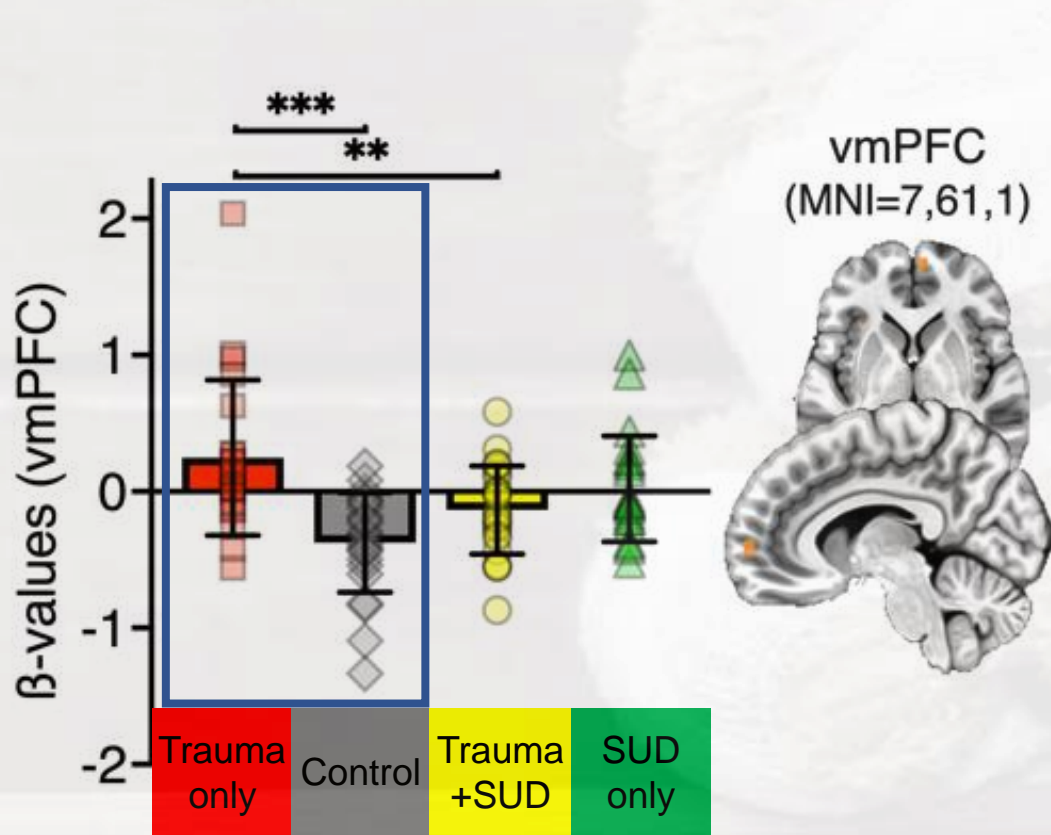 ***
**
vmPFC
(MNI=7,61,1)
ß-values (vmPFC)
2
1
0
-1
-2
Trauma
only
Control
Trauma
+SUD
SUD
only